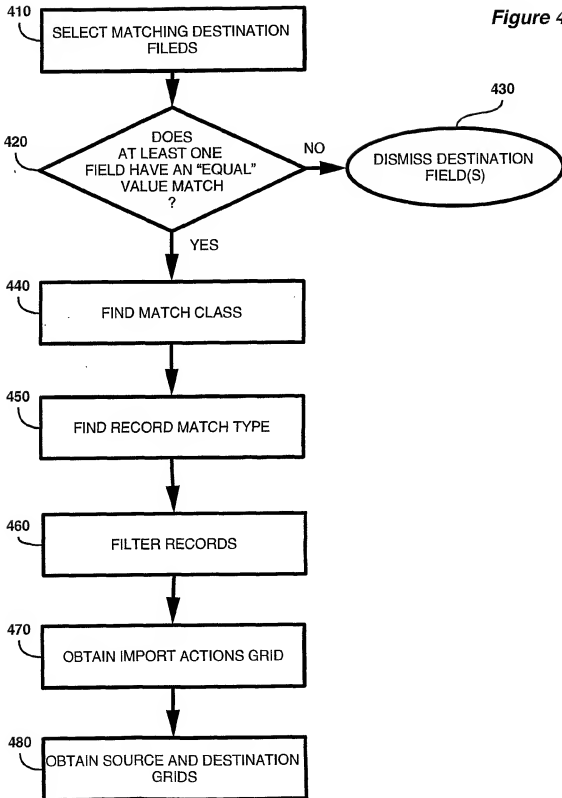 Figure 4
410
SELECT MATCHING DESTINATION
FILEDS
420
DOES
AT LEAST ONE
FIELD HAVE AN "EQUAL"
VALUE MATCH
?
NO
430
DISMISS DESTINATION
FIELD(S)
YES
440
FIND MATCH CLASS
450
FIND RECORD MATCH TYPE
460
FILTER RECORDS
470
OBTAIN IMPORT ACTIONS GRID
480
OBTAIN SOURCE AND DESTINATION
GRIDS